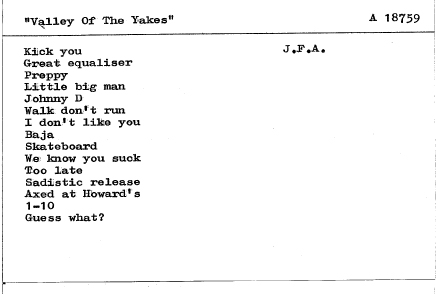 "Valley Of The Yakes"
A 18759
Kick you
J.F.A.
Great equaliser
Preppy
Little big man
Johnny D
Walk don't run
I don't like you
Baja
Skateboard
We know you suck
Too late
Sadistic release
Axed at Howard's
1-10
Guess what?